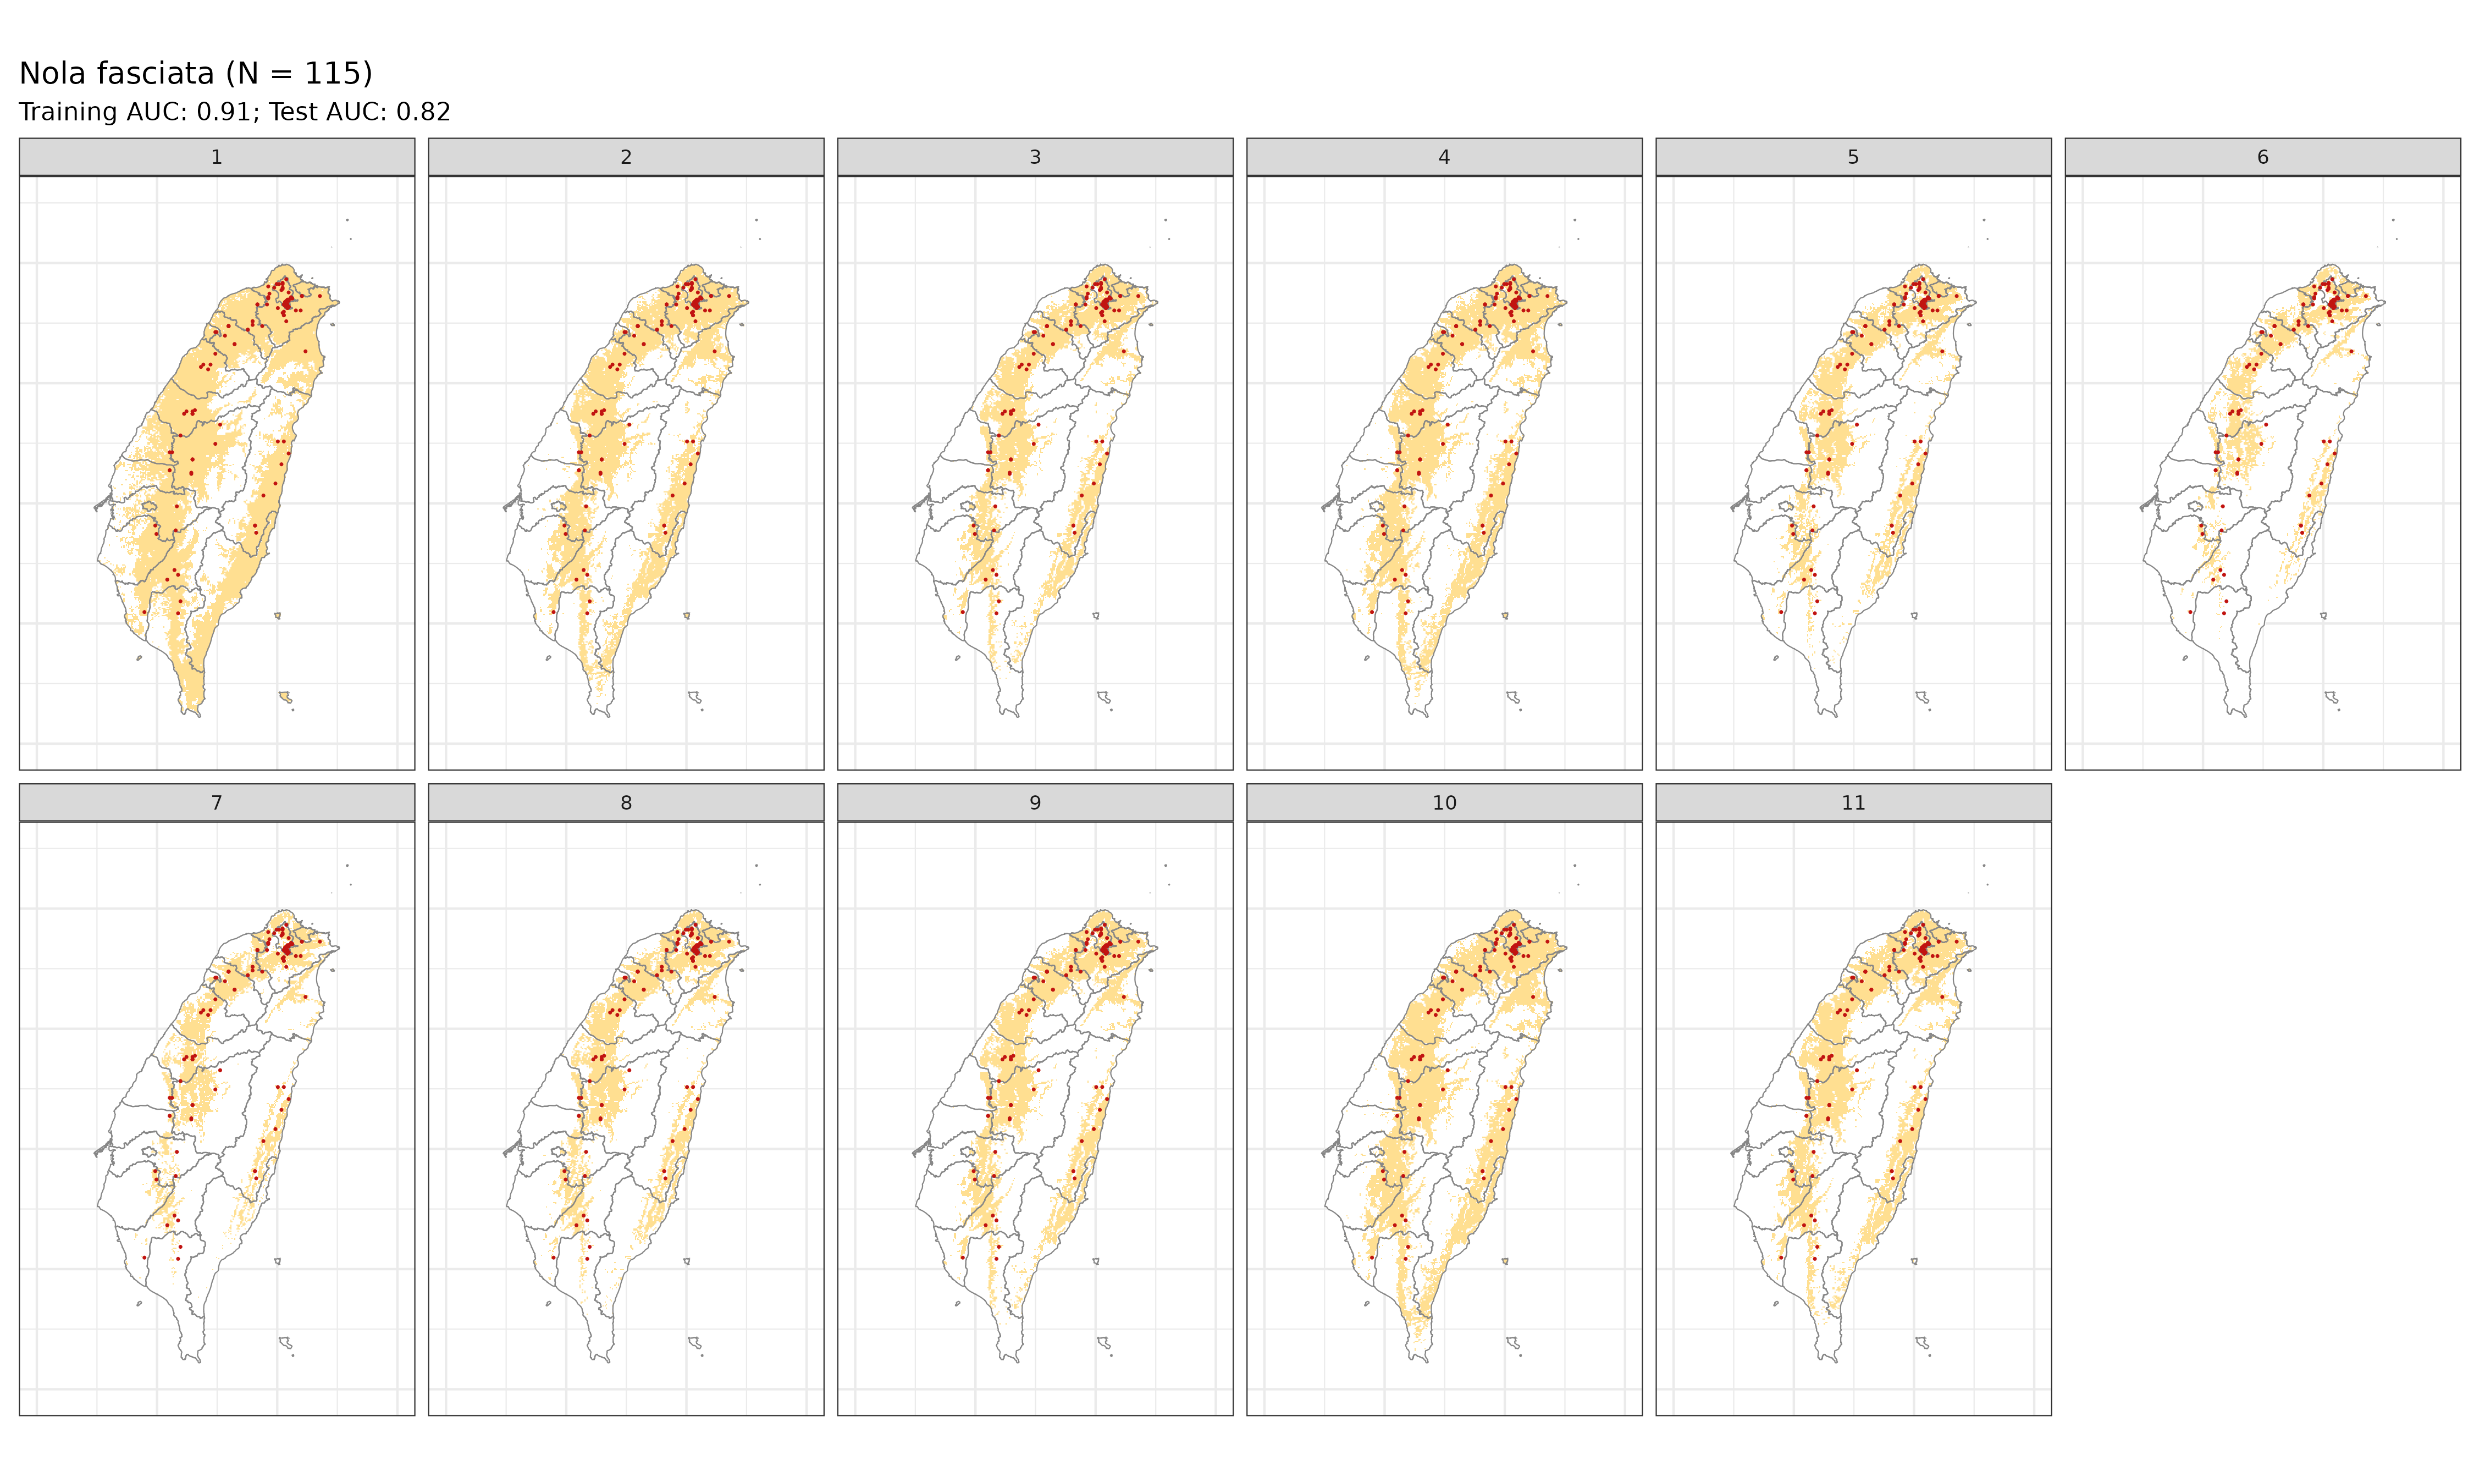 Nola fasciata (N = 115)
Training AUC: 0.91; Test AUC: 0.82
1 2 3 4 5 6
7 8 9 10 11